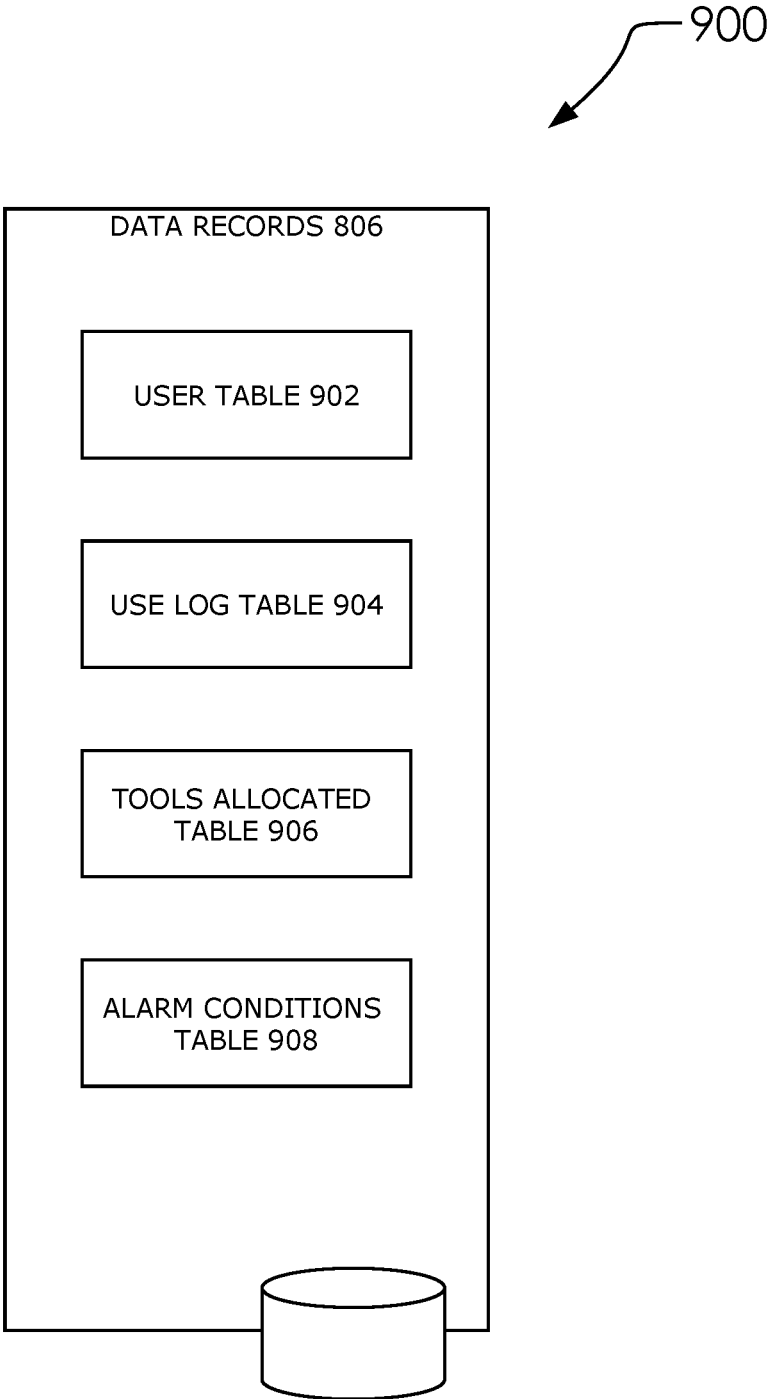 900
DATA RECORDS 806
USER TABLE 902
USE LOG TABLE 904
TOOLS ALLOCATED
TABLE 906
ALARM CONDITIONS
TABLE 908